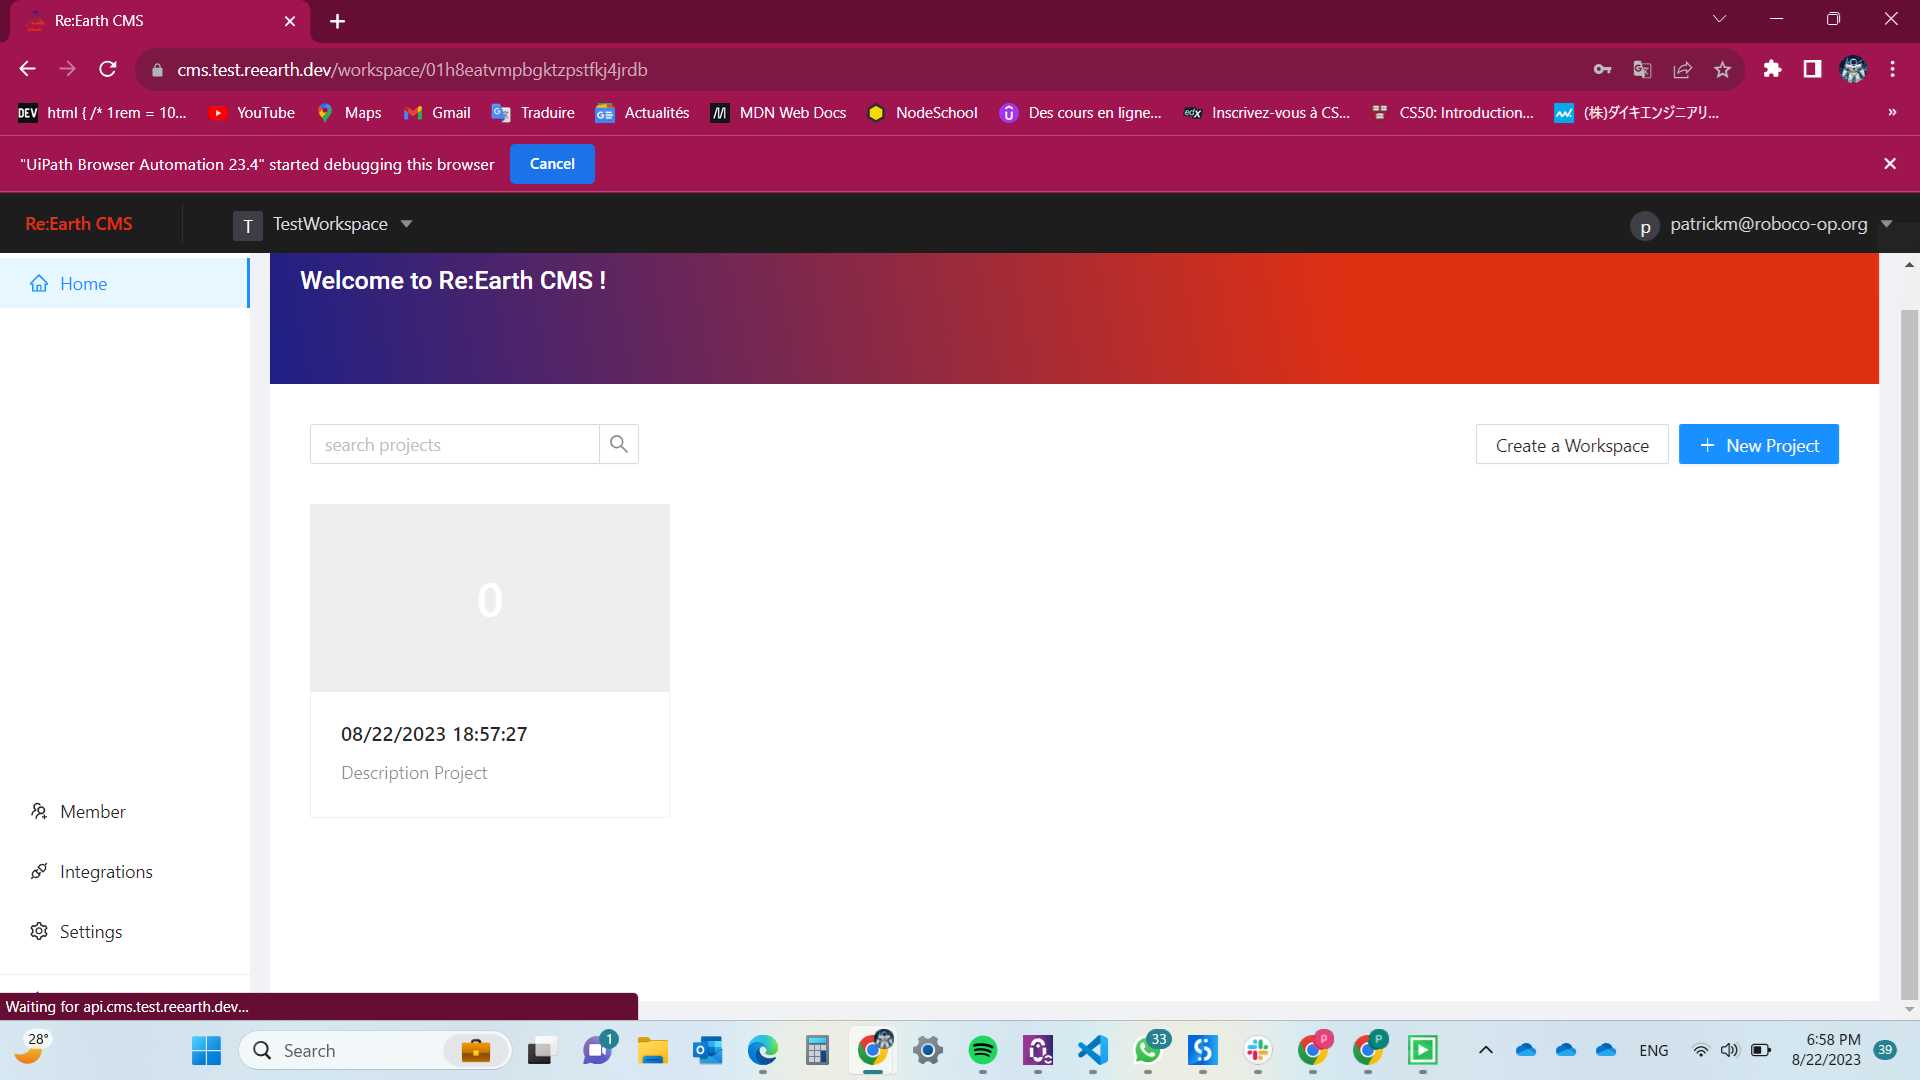 Re:Earth CMS
cms.test.reearth.dev/workspace/01h8eatvmpbgktzpstfkj4jrdb
DEV html { /* 1rem = 10... YouTube Maps Gmail Traduire Actualités MDN Web Docs NodeSchool Des cours en ligne... edX Inscrivez-vous à CS... CS50: Introduction... (株)ダイキエンジニアリ... »
"UiPath Browser Automation 23.4" started debugging this browser Cancel
Re:Earth CMS T TestWorkspace p patrickm@roboco-op.org
Home
Welcome to Re:Earth CMS !
search projects Create a Workspace + New Project
0
08/22/2023 18:57:27
Description Project
Member
Integrations
Settings
Waiting for api.cms.test.reearth.dev...
28° Search 1 33 P P ENG 6:58 PM 39
8/22/2023